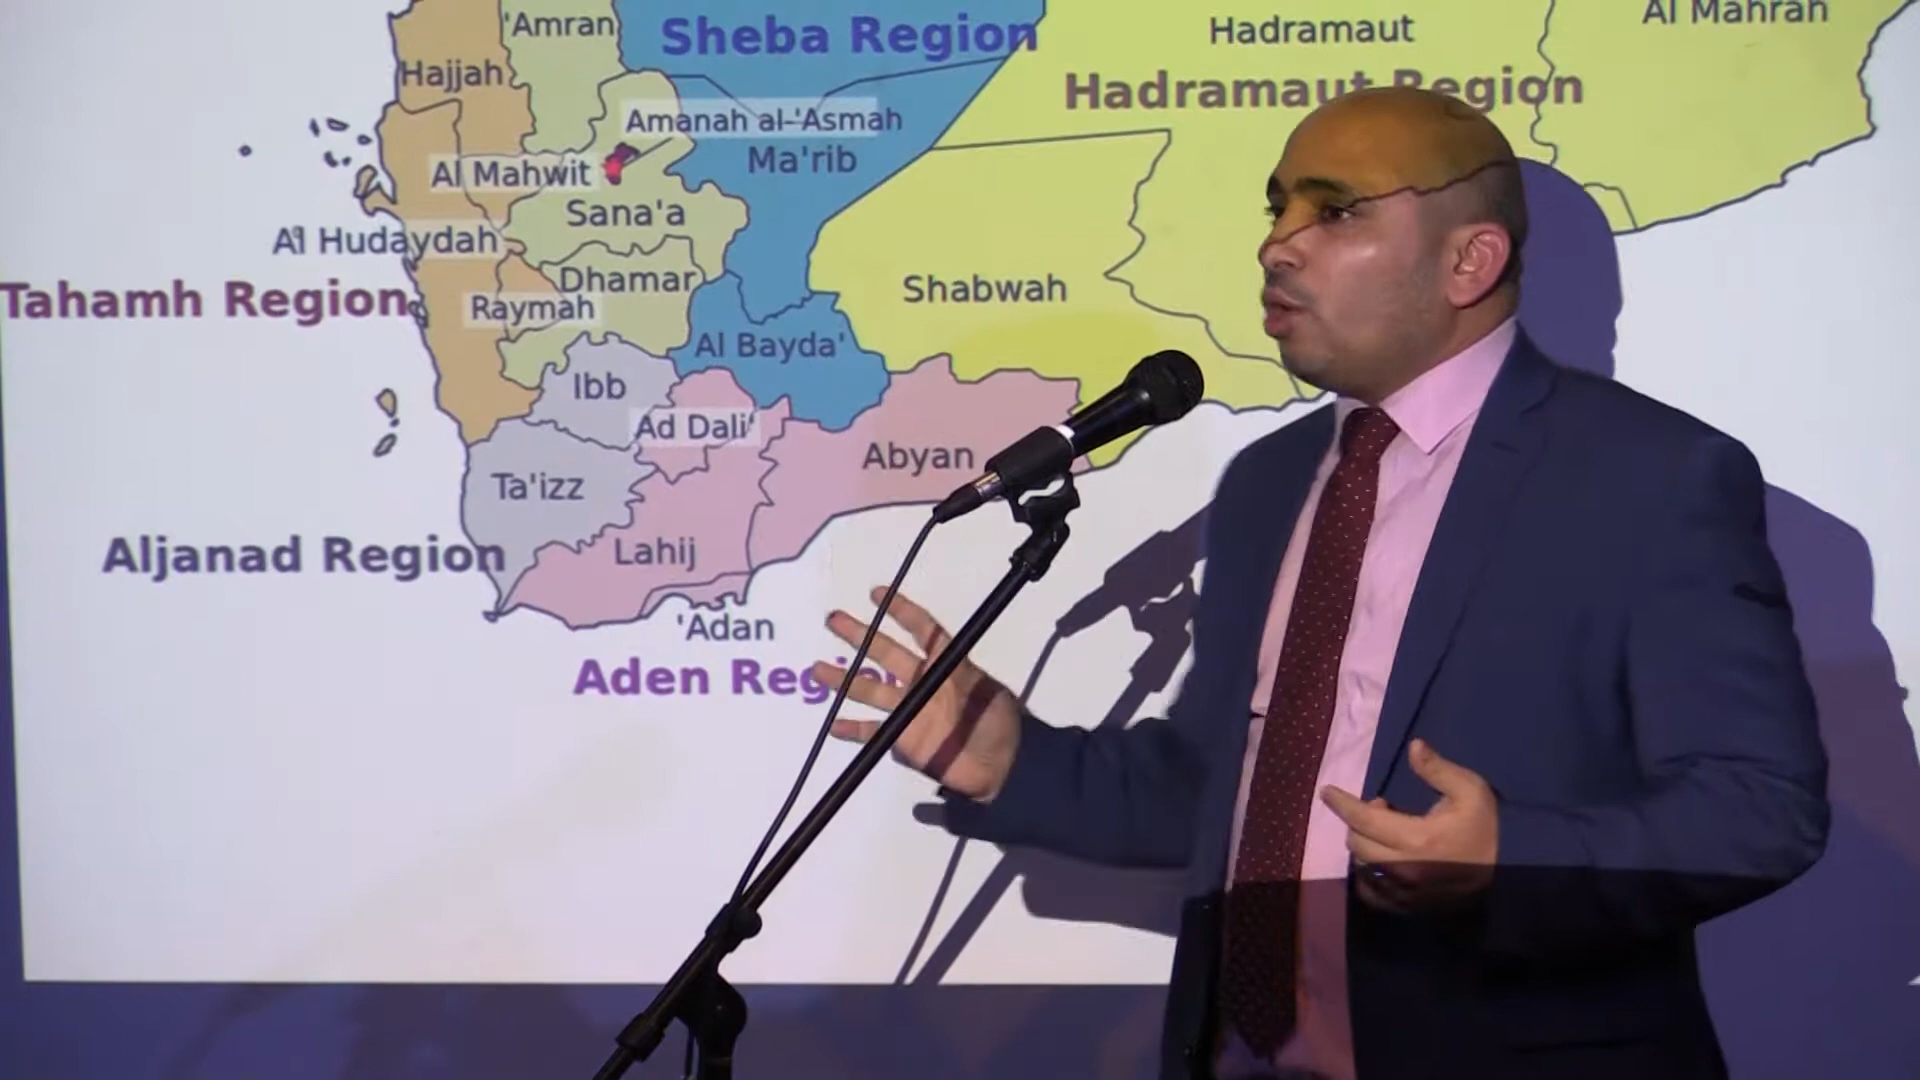 'Amran
Sheba Region
Hadramaut
Al Mahrah
Hajjah
Hadramaut Region
Amanah al-'Asmah
Al Mahwit
Ma'rib
Sana'a
Al Hudaydah
Dhamar
Shabwah
Tahamh Region
Raymah
Al Bayda'
Ibb
Ad Dali'
Abyan
Ta'izz
Aljanad Region
Lahij
'Adan
Aden Region